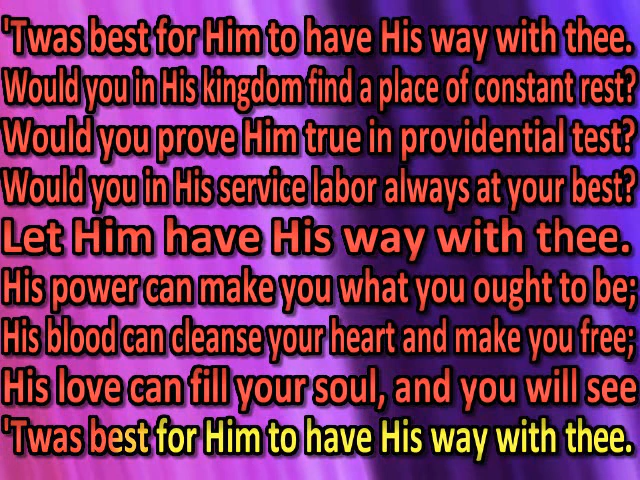 'Twas best for Him to have His way with thee.
Would you in His kingdom find a place of constant rest?
Would you prove Him true in providential test?
Would you in His service labor always at your best?
Let Him have His way with thee.
His power can make you what you ought to be;
His blood can cleanse your heart and make you free;
His love can fill your soul, and you will see
'Twas best for Him to have His way with thee.